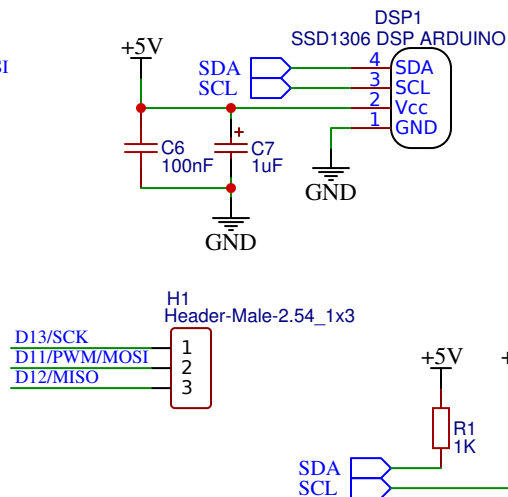 DSP1
SSD1306 DSP ARDUINO
+5V
SDA
SCL
4 SDA
3 SCL
2 Vcc
1 GND
+
C6
100nF
C7
1uF
GND
GND
H1
Header-Male-2.54_1x3
D13/SCK
D11/PWM/MOSI
D12/MISO
1
2
3
+5V
R1
1K
SDA
SCL